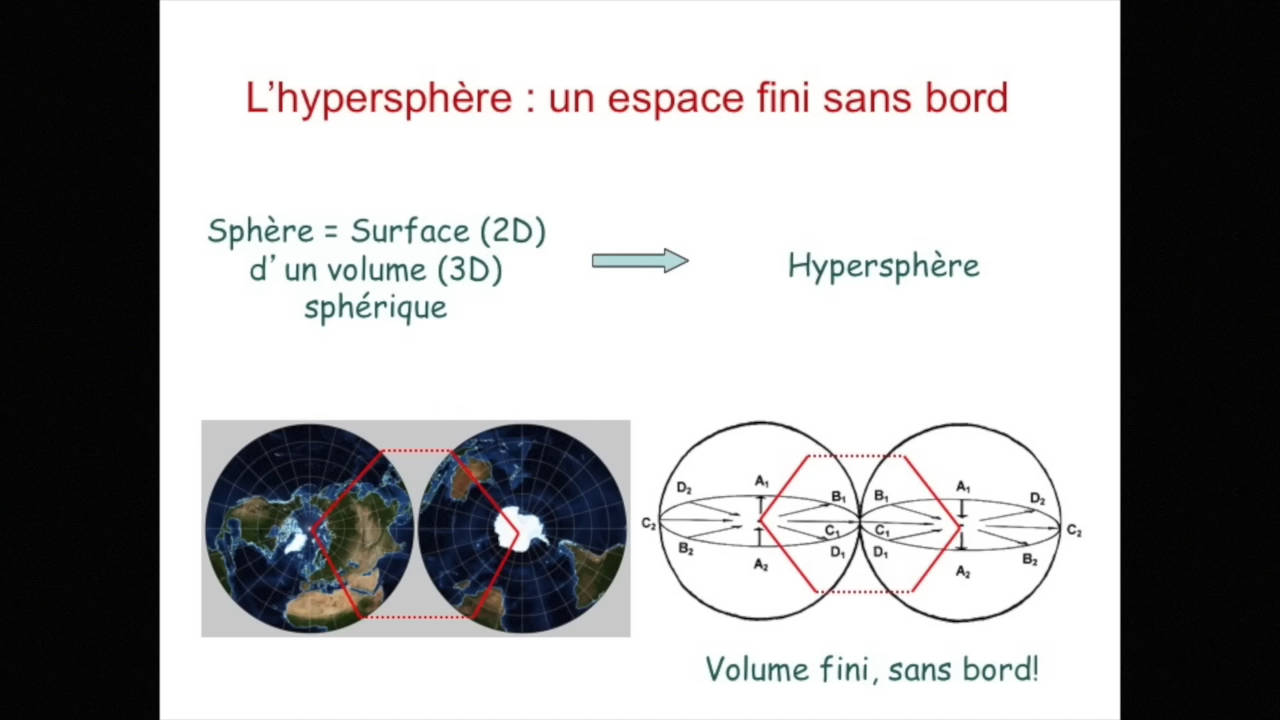 L’hypersphère : un espace fini sans bord
Sphère = Surface (2D)
d’un volume (3D)
sphérique
Hypersphère
D₂ A₁ B₁ B₁ A₁ D₂
C₂ C₁ C₁ C₂
B₂ A₂ D₁ D₁ A₂ B₂
Volume fini, sans bord!